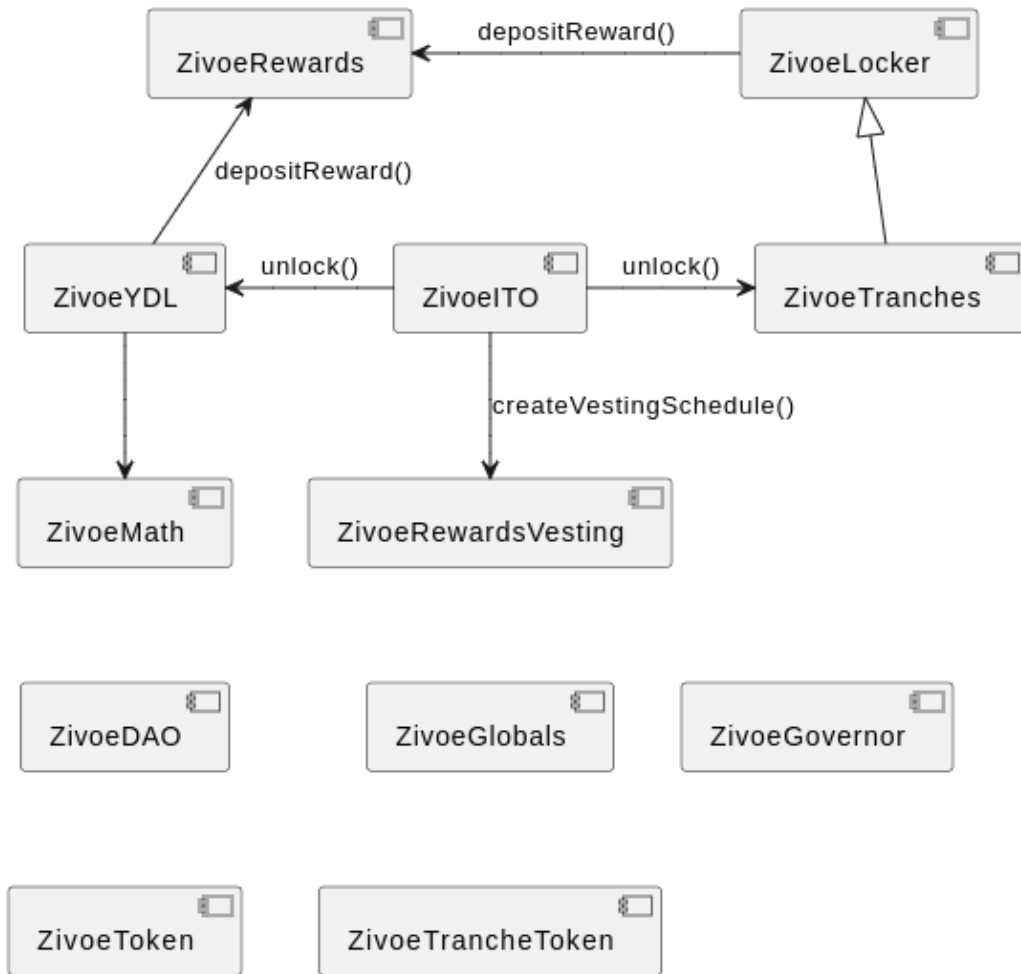 depositReward()
ZivoeRewards
ZivoeLocker
depositReward()
unlock()
unlock()
ZivoeYDL
ZivoeITO
ZivoeTranches
createVestingSchedule()
ZivoeMath
ZivoeRewardsVesting
ZivoeDAO
ZivoeGlobals
ZivoeGovernor
ZivoeToken
ZivoeTrancheToken